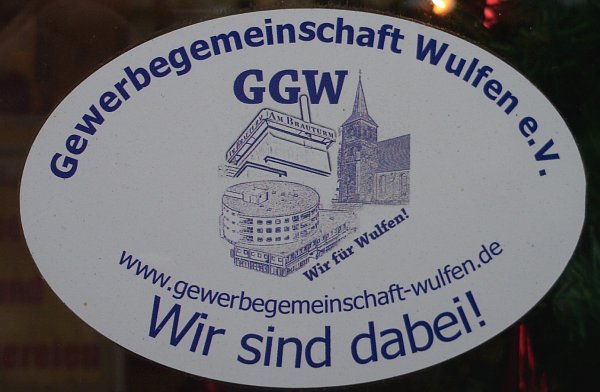 Gewerbegemeinschaft Wulfen e.V.
GGW
AM BRAUTURM
Wir für Wulfen!
www.gewerbegemeinschaft-wulfen.de
Wir sind dabei!